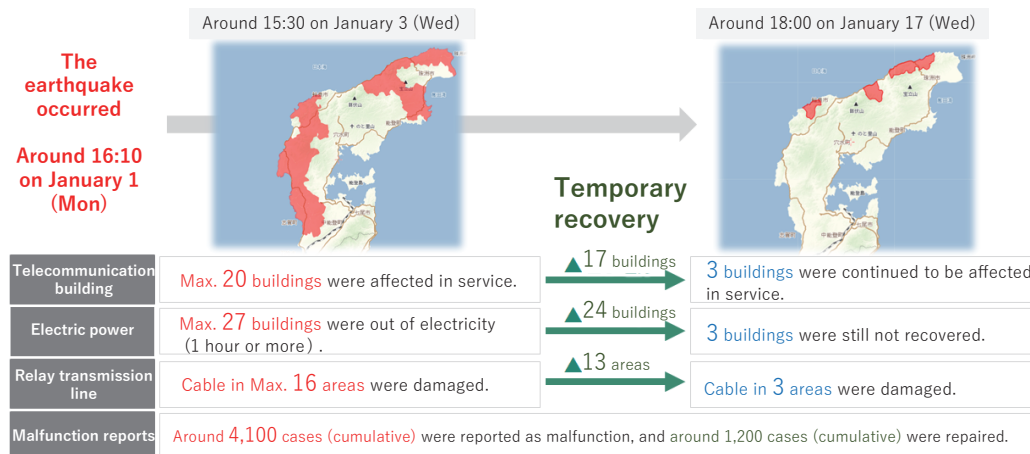 Around 15:30 on January 3 (Wed)
Around 18:00 on January 17 (Wed)
The
earthquake
occurred
Around 16:10
on January 1
(Mon)
Temporary
recovery
Telecommunication
building
Max. 20 buildings were affected in service.
▲17 buildings
3 buildings were continued to be affected
in service.
Electric power
Max. 27 buildings were out of electricity
(1 hour or more) .
▲24 buildings
3 buildings were still not recovered.
Relay transmission
line
Cable in Max. 16 areas were damaged.
▲13 areas
Cable in 3 areas were damaged.
Malfunction reports
Around 4,100 cases (cumulative) were reported as malfunction, and around 1,200 cases (cumulative) were repaired.